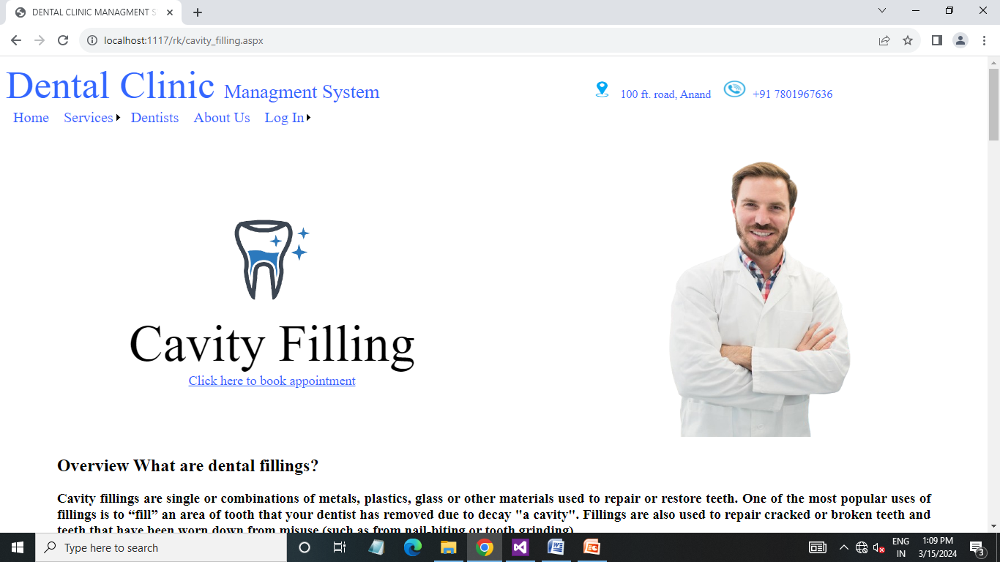 DENTAL CLINIC MANAGMENT S
localhost:1117/rk/cavity_filling.aspx
Dental Clinic Managment System
100 ft. road, Anand
+91 7801967636
Home Services Dentists About Us Log In
Cavity Filling
Click here to book appointment
Overview What are dental fillings?
Cavity fillings are single or combinations of metals, plastics, glass or other materials used to repair or restore teeth. One of the most popular uses of
fillings is to “fill” an area of tooth that your dentist has removed due to decay "a cavity". Fillings are also used to repair cracked or broken teeth and
teeth that have been worn down from misuse (such as from nail-biting or tooth grinding)
Type here to search
ENG
IN
1:09 PM
3/15/2024
3